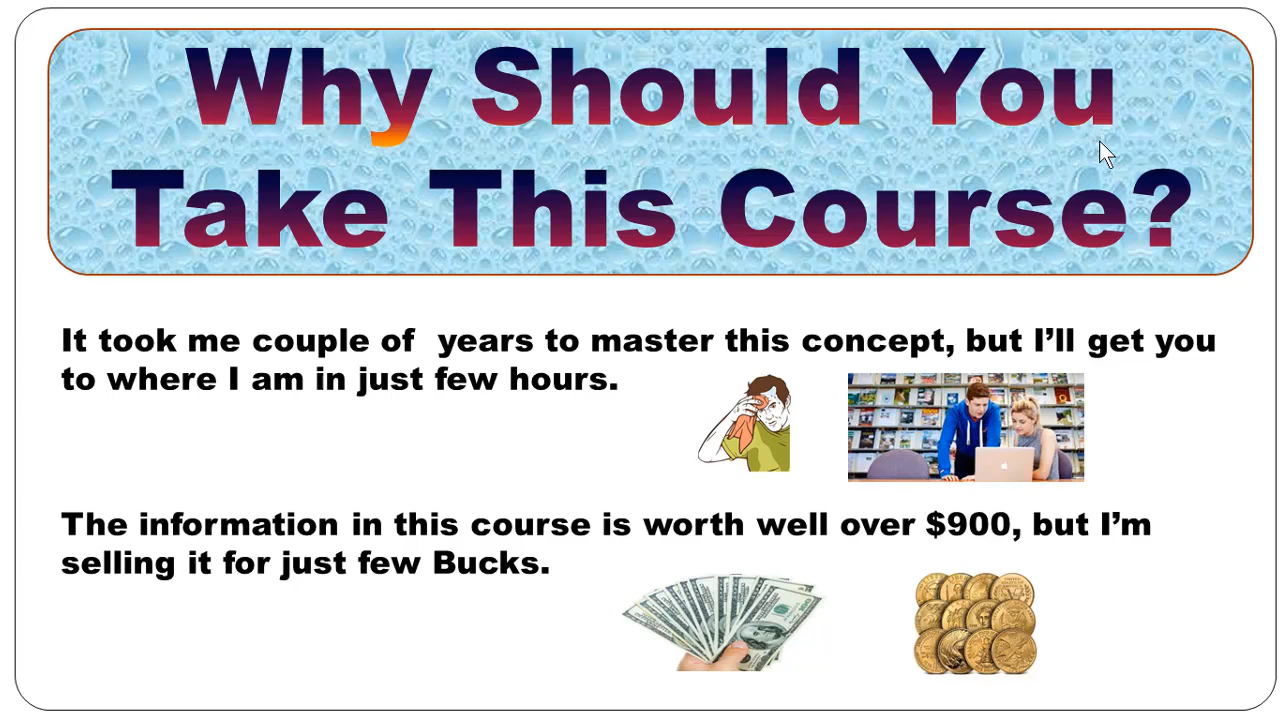 Why Should You
Take This Course?
It took me couple of  years to master this concept, but I’ll get you
to where I am in just few hours.
The information in this course is worth well over $900, but I’m
selling it for just few Bucks.